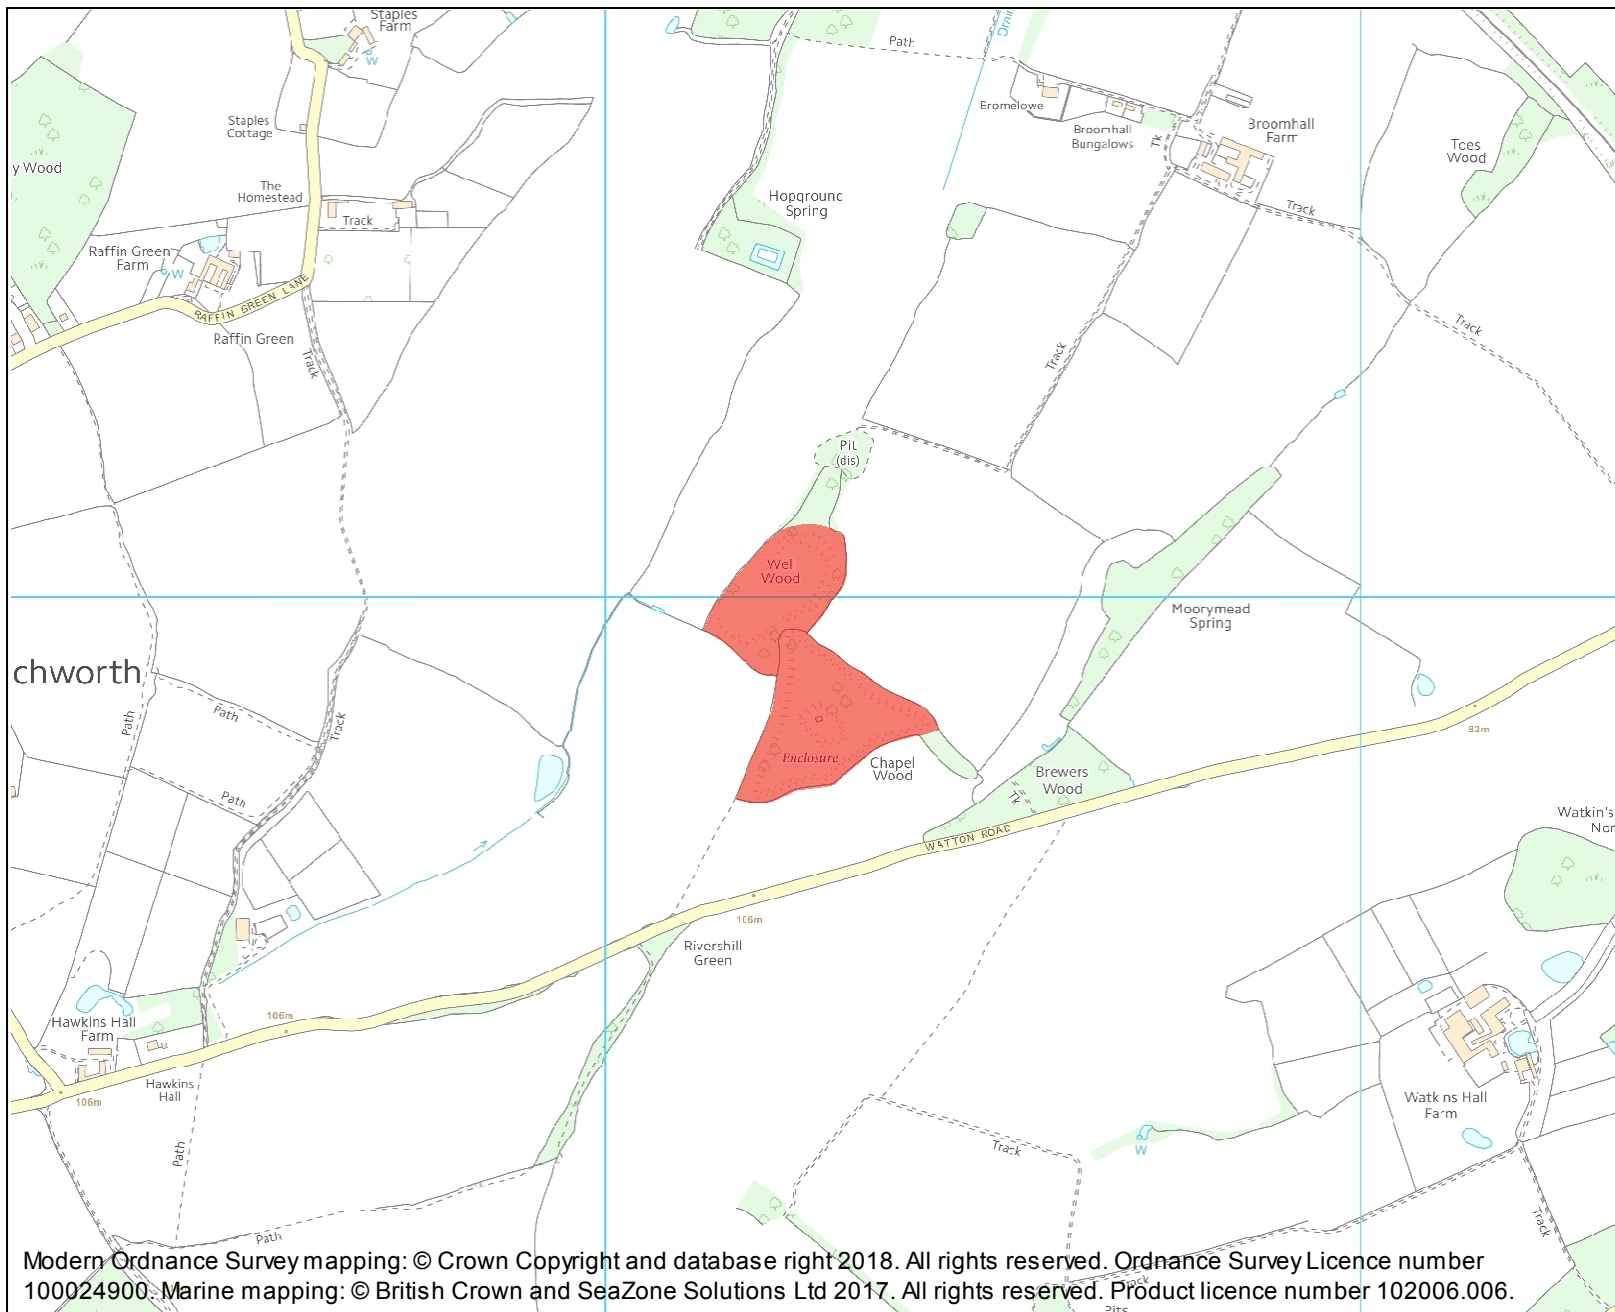 Staples
Farm
W
Path
Drain
Staples
Cottage
Bromelowe
Broomhall
Bungalows
Tk
Broomhall
Farm
Toes
Wood
y Wood
The
Homestead
Track
Hopground
Spring
Track
Raffin Green
Farm
W
RAFFIN GREEN LANE
Raffin Green
Track
Track
Track
Pit
(dis)
Wel
Wood
Moorymead
Spring
chworth
Path
Path
Track
82m
Enclosure
Chapel
Wood
Brewers
Wood
Tk
Path
WATTON ROAD
Watkin's
Nor
106m
Rivershill
Green
106m
Hawkins Hall
Farm
Hawkins
Hall
106m
Path
Watkins Hall
Farm
Track
W
Track
Path
Track
Pits
Modern Ordnance Survey mapping: © Crown Copyright and database right 2018. All rights reserved. Ordnance Survey Licence number
100024900. Marine mapping: © British Crown and SeaZone Solutions Ltd 2017. All rights reserved. Product licence number 102006.006.